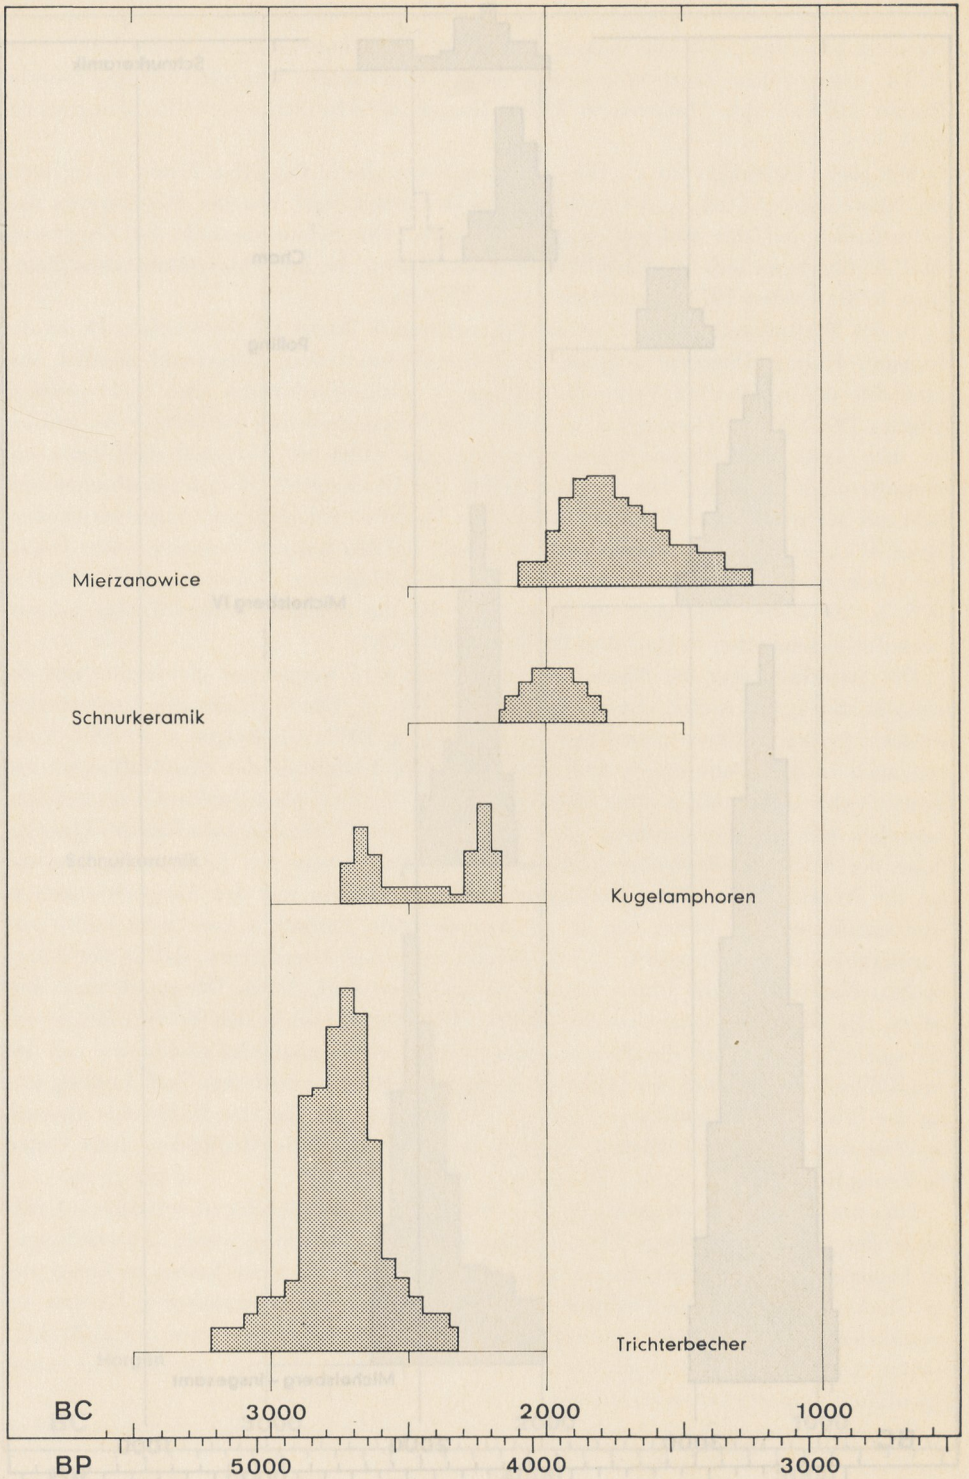 Mierzanowice
Schnurkeramik
Kugelamphoren
Trichterbecher
BC 3000 2000 1000
BP 5000 4000 3000